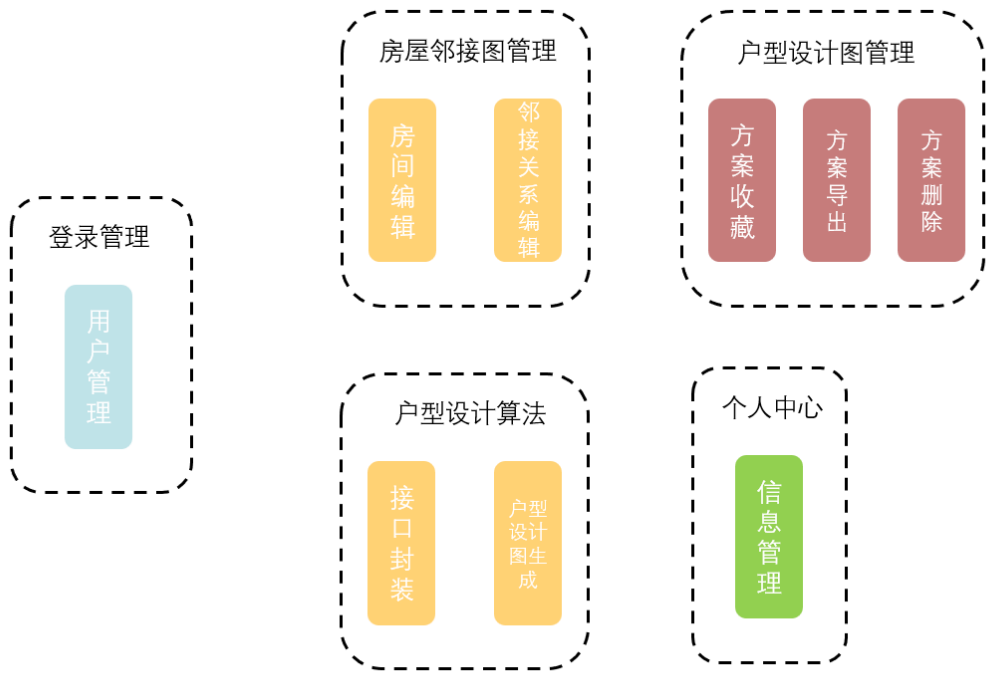 房屋邻接图管理
房
间
编
辑
邻
接
关
系
编
辑
户型设计图管理
方
案
收
藏
方
案
导
出
方
案
删
除
登录管理
用
户
管
理
户型设计算法
接
口
封
装
户型
设计
图生
成
个人中心
信
息
管
理